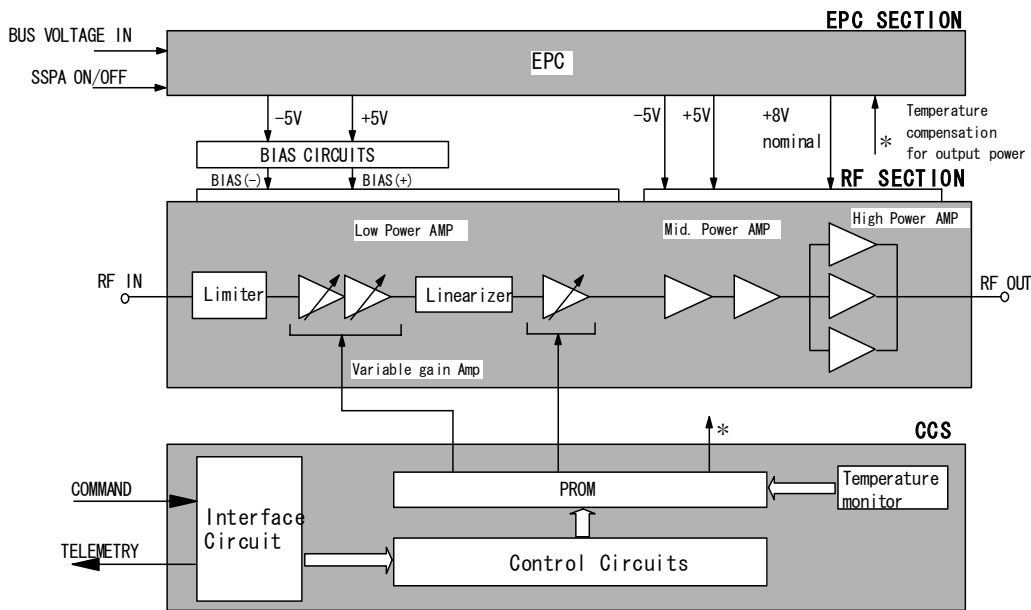 EPC SECTION
BUS VOLTAGE IN
EPC
SSPA ON/OFF
-5V
+5V
-5V
+5V
+8V
nominal
*
Temperature
compensation
for output power
BIAS CIRCUITS
BIAS(-)
BIAS(+)
RF SECTION
Low Power AMP
Mid. Power AMP
High Power AMP
RF IN
Limiter
Linearizer
RF OUT
Variable gain Amp
*
CCS
COMMAND
PROM
Temperature
monitor
Interface
Circuit
TELEMETRY
Control Circuits